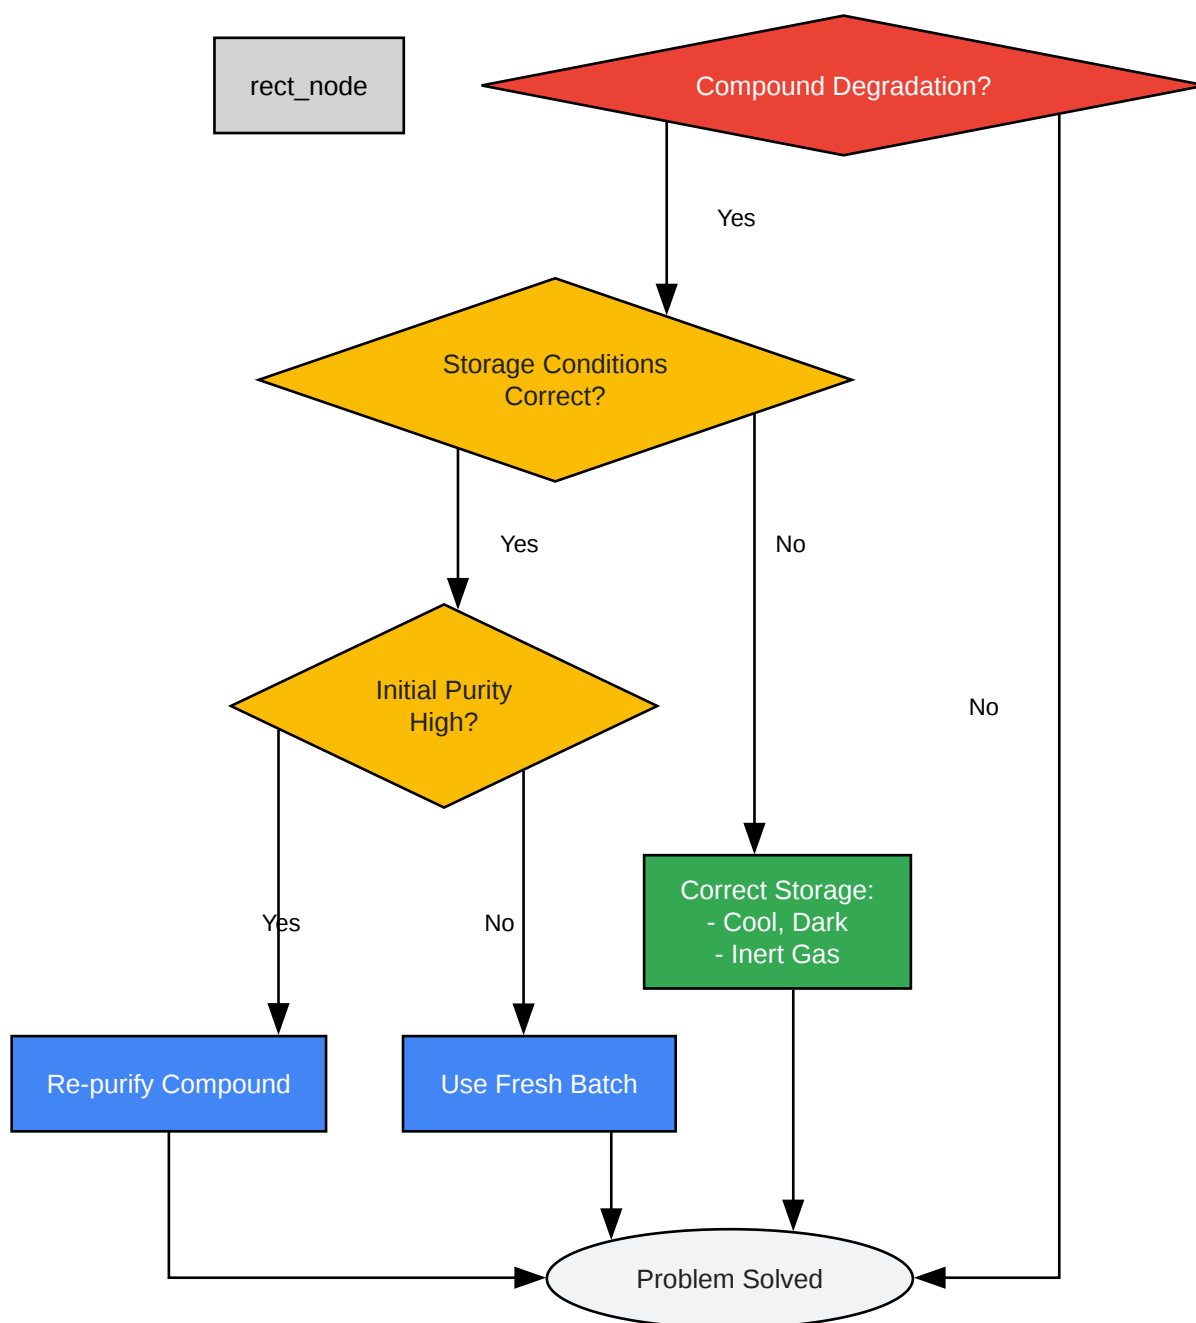 rect_node
Compound Degradation?
Yes
Storage Conditions
Correct?
Yes
No
Initial Purity
High?
No
Yes
No
Correct Storage:
- Cool, Dark
- Inert Gas
Re-purify Compound
Use Fresh Batch
Problem Solved